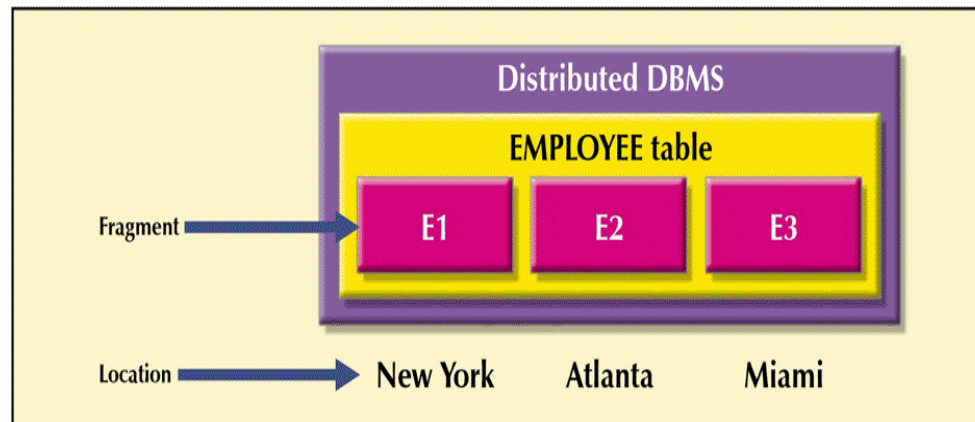 Distributed DBMS
EMPLOYEE table
Fragment
E1
E2
E3
Location
New York
Atlanta
Miami